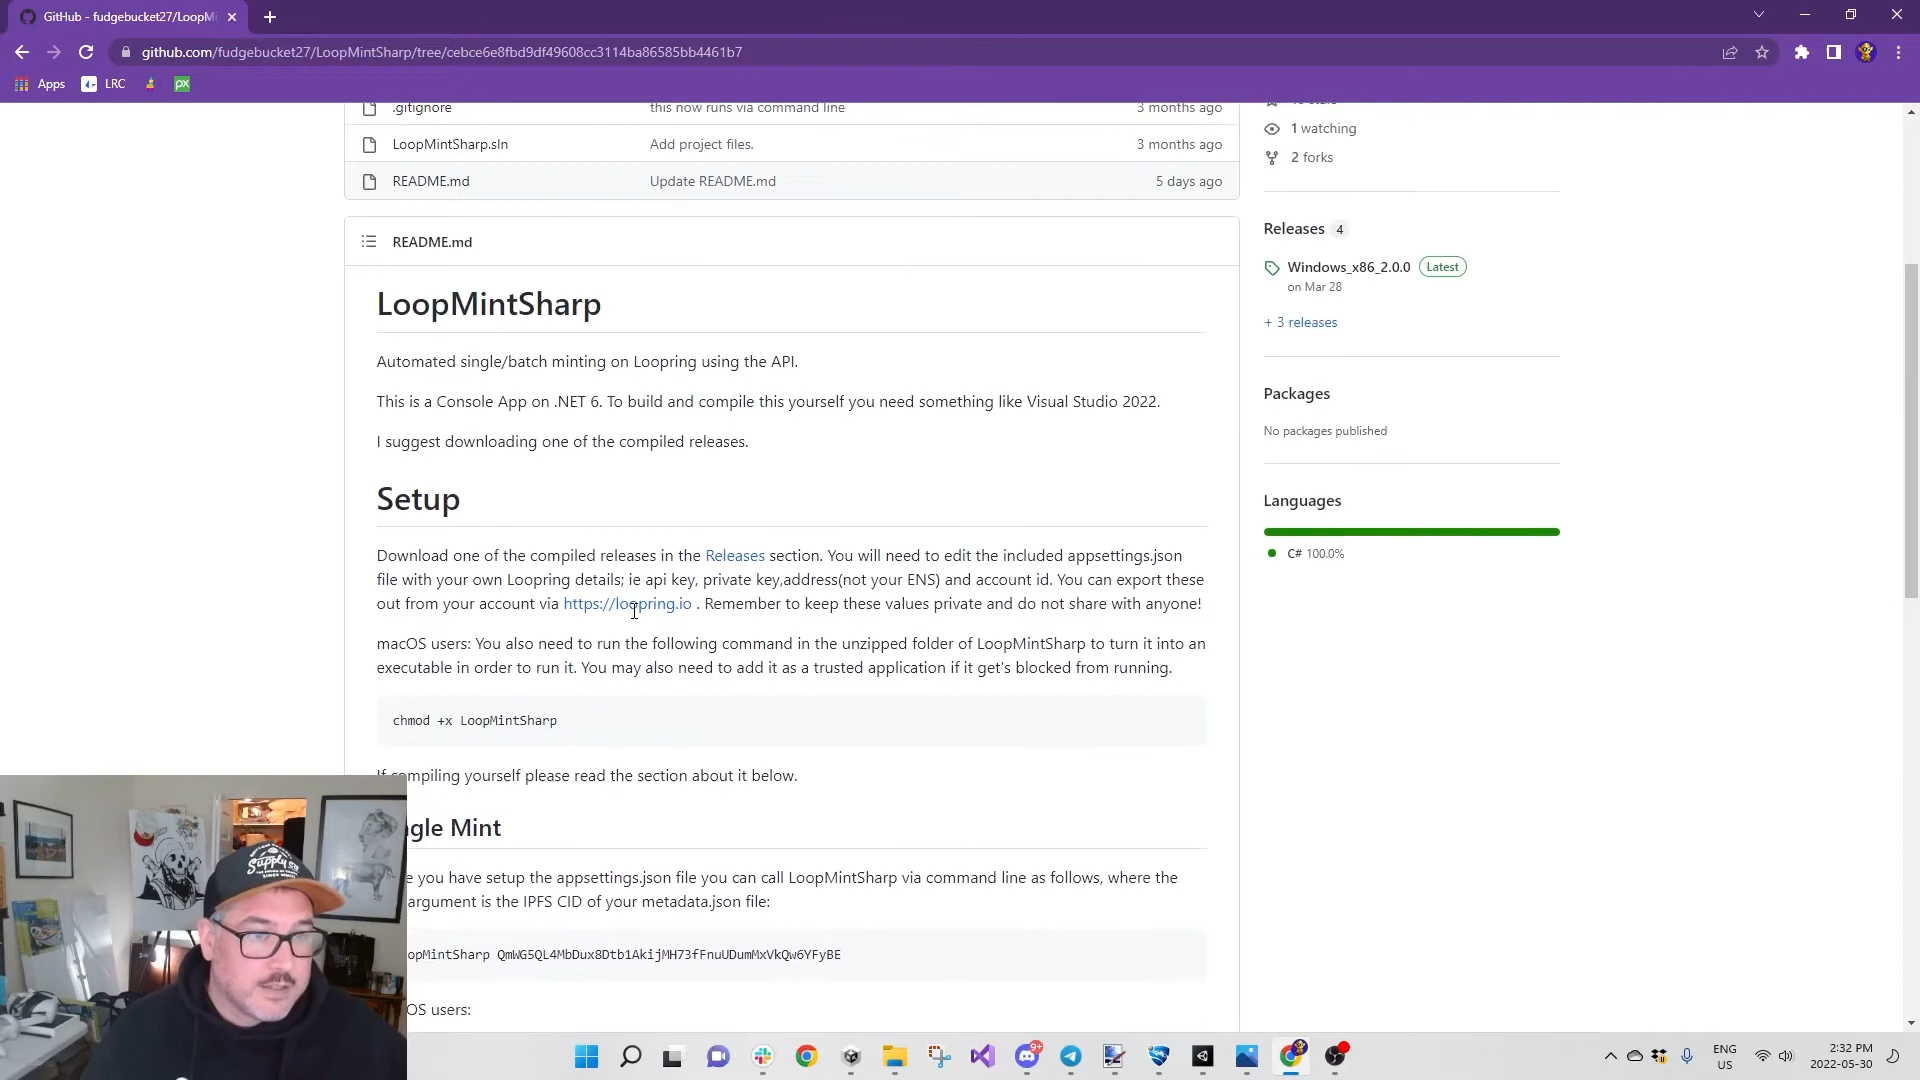 GitHub - fudgebucket27/LoopMi
github.com/fudgebucket27/LoopMintSharp/tree/cebce6e8fbd9df49608cc3114ba86585bb4461b7
Apps
LRC
px
.gitignore this now runs via command line 3 months ago
LoopMintSharp.sln Add project files. 3 months ago
README.md Update README.md 5 days ago
1 watching
2 forks
Releases 4
Windows_x86_2.0.0 Latest
on Mar 28
+ 3 releases
Packages
No packages published
Languages
C# 100.0%
README.md
LoopMintSharp
Automated single/batch minting on Loopring using the API.
This is a Console App on .NET 6. To build and compile this yourself you need something like Visual Studio 2022.
I suggest downloading one of the compiled releases.
Setup
Download one of the compiled releases in the Releases section. You will need to edit the included appsettings.json
file with your own Loopring details; ie api key, private key,address(not your ENS) and account id. You can export these
out from your account via https://loopring.io . Remember to keep these values private and do not share with anyone!
macOS users: You also need to run the following command in the unzipped folder of LoopMintSharp to turn it into an
executable in order to run it. You may also need to add it as a trusted application if it get's blocked from running.
chmod +x LoopMintSharp
If compiling yourself please read the section about it below.
gle Mint
e you have setup the appsettings.json file you can call LoopMintSharp via command line as follows, where the
argument is the IPFS CID of your metadata.json file:
opMintSharp QmWG5QL4MbDux8Dtb1AkijMH73fFnuUDumMxVkQw6YFyBE
OS users:
Supply
9+
ENG
US
2:32 PM
2022-05-30